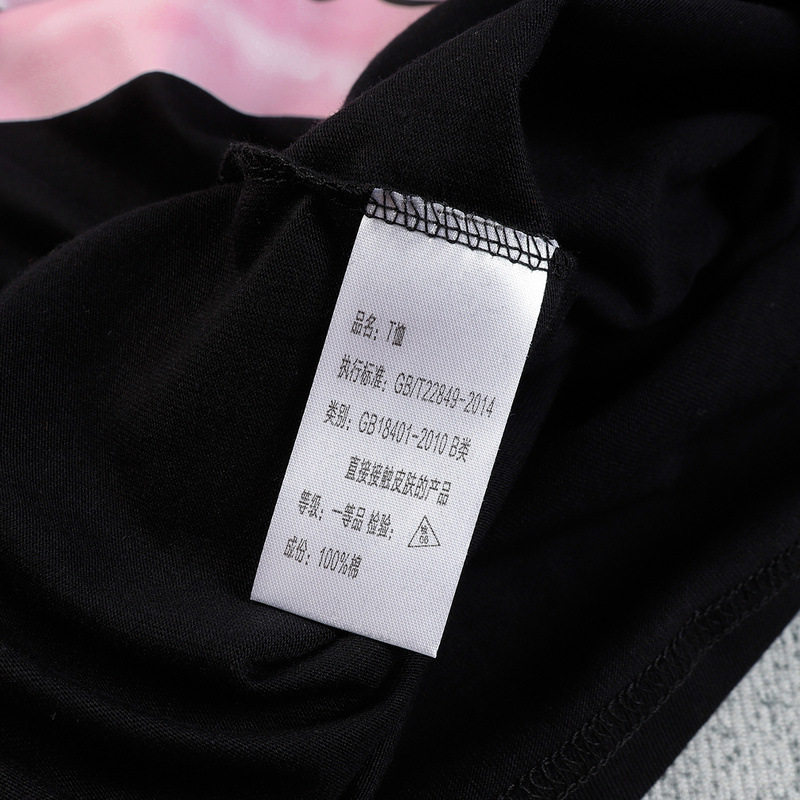 品名：T恤
执行标准：GB/T22849-2014
类别：GB18401-2010 B类
直接接触皮肤的产品
等级：一等品 检验：
06
成份：100%棉